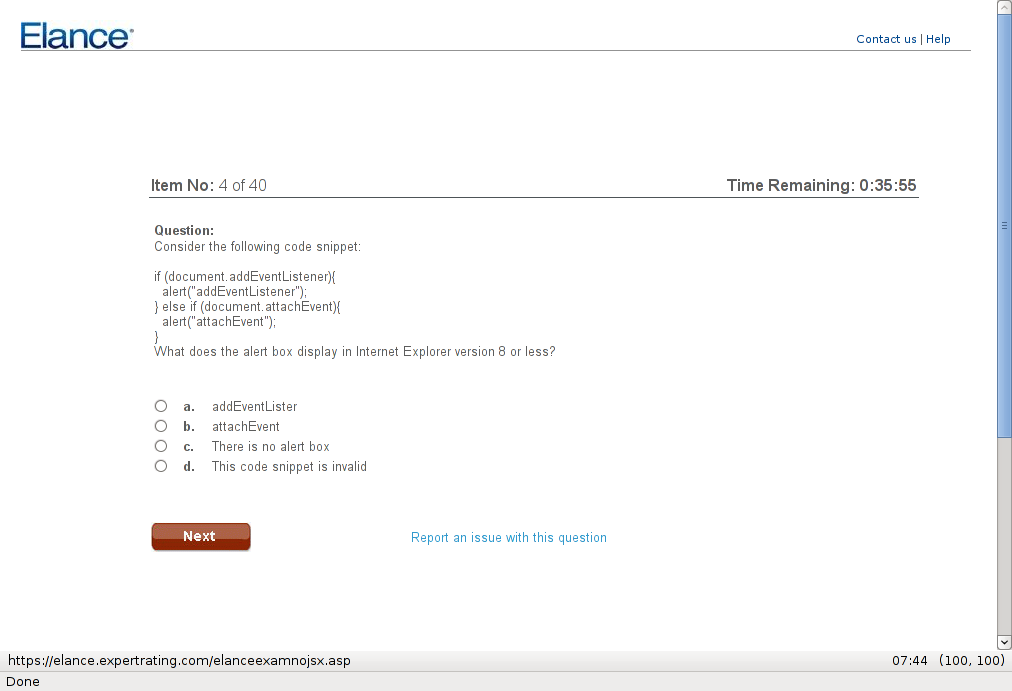 Elance
Contact us | Help
Item No: 4 of 40
Time Remaining: 0:35:55
Question:
Consider the following code snippet:
if (document.addEventListener){
alert("addEventListener");
} else if (document.attachEvent){
alert("attachEvent");
}
What does the alert box display in Internet Explorer version 8 or less?
a. addEventLister
b. attachEvent
c. There is no alert box
d. This code snippet is invalid
Next
Report an issue with this question
https://elance.expertrating.com/elanceexamnojsx.asp
07:44 (100, 100)
Done